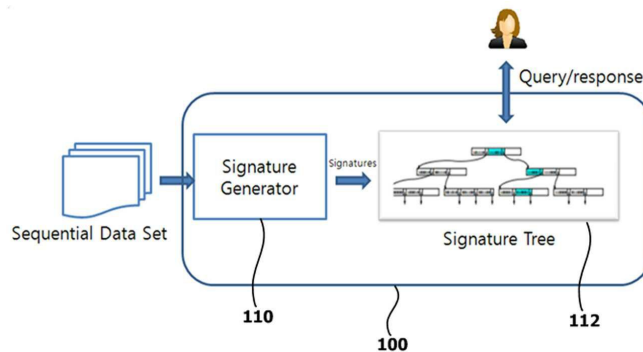 Query/response
Signature
Generator
Signatures
Sequential Data Set
Signature Tree
110
112
100